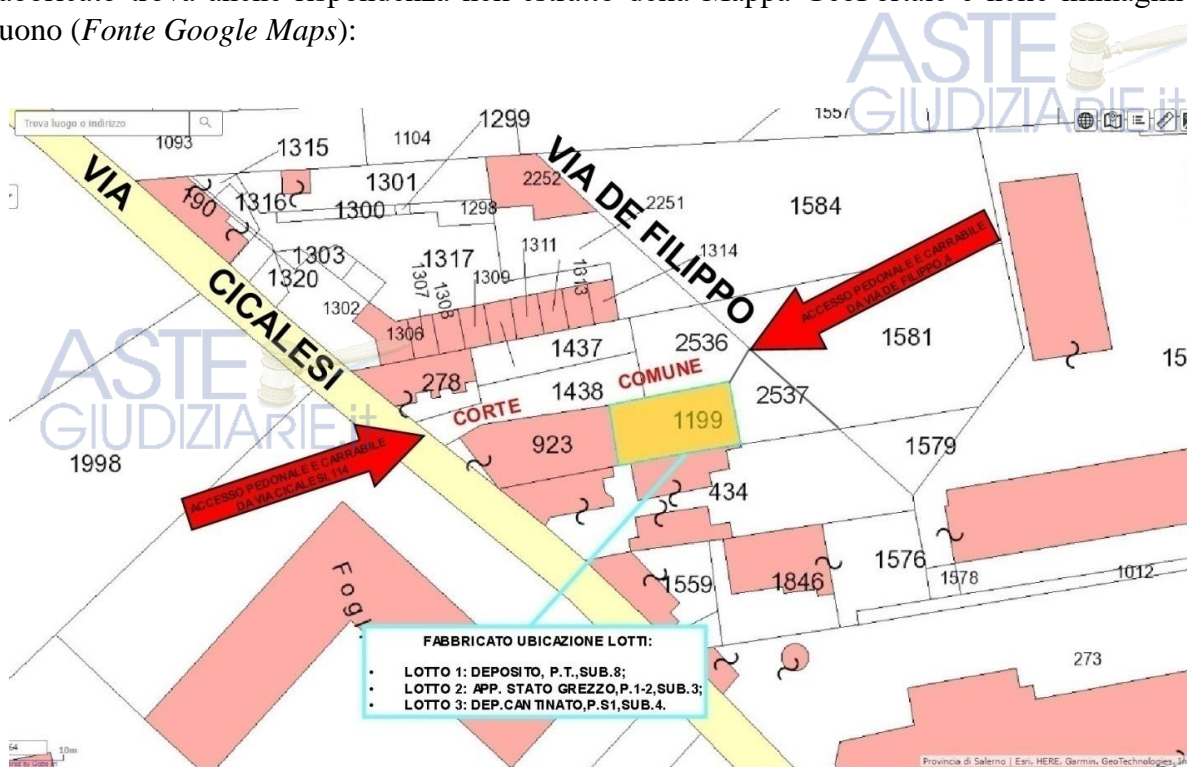 uono (Fonte Google Maps):
ASTE
GIUDIZIARIE.it
Trova luogo o indirizzo
1093
1315
1104
1299
1557
VIA
190
1316
1301
1300
1298
2252
VIA DE FILIPPO
2251
1584
1303
1320
1317
1311
1314
1309
1313
1307
1308
1302
1306
CICALESI
ACCESSO PEDONALE E CARRABILE
DA VIA DE FILIPPO,4
ASTE
GIUDIZIARIE.it
1437
2536
1581
15
278
1438
COMUNE
CORTE
2537
1199
923
1579
1998
ACCESSO PEDONALE E CARRABILE
DA VIA CICALESI,114
434
1559
1846
1576
1578
1012
Fogl
273
FABBRICATO UBICAZIONE LOTTI:
• LOTTO 1: DEPOSITO, P.T.,SUB.8;
• LOTTO 2: APP. STATO GREZZO,P.1-2,SUB.3;
• LOTTO 3: DEP.CANTINATO,P.S1,SUB.4.
64
10m
Provincia di Salerno | Esri, HERE, Garmin, GeoTechnologies, In